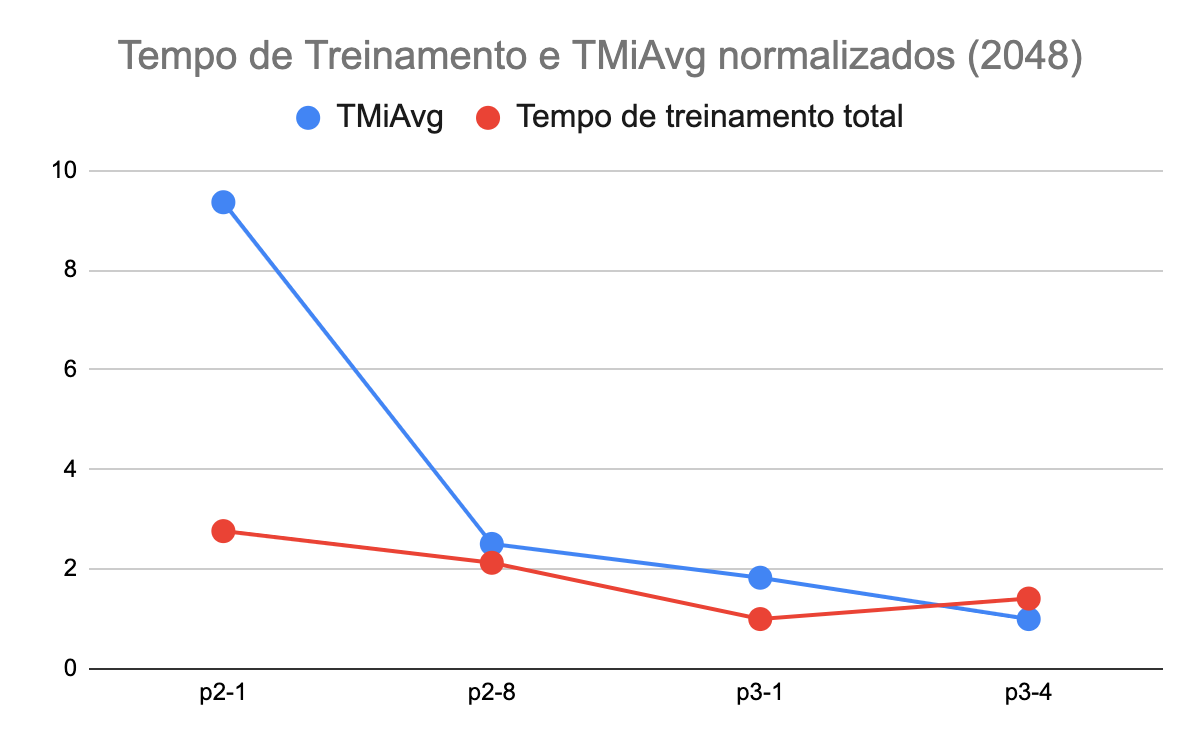 Tempo de Treinamento e TMiAvg normalizados (2048)
TMiAvg Tempo de treinamento total
10
8
6
4
2
0
p2-1 p2-8 p3-1 p3-4